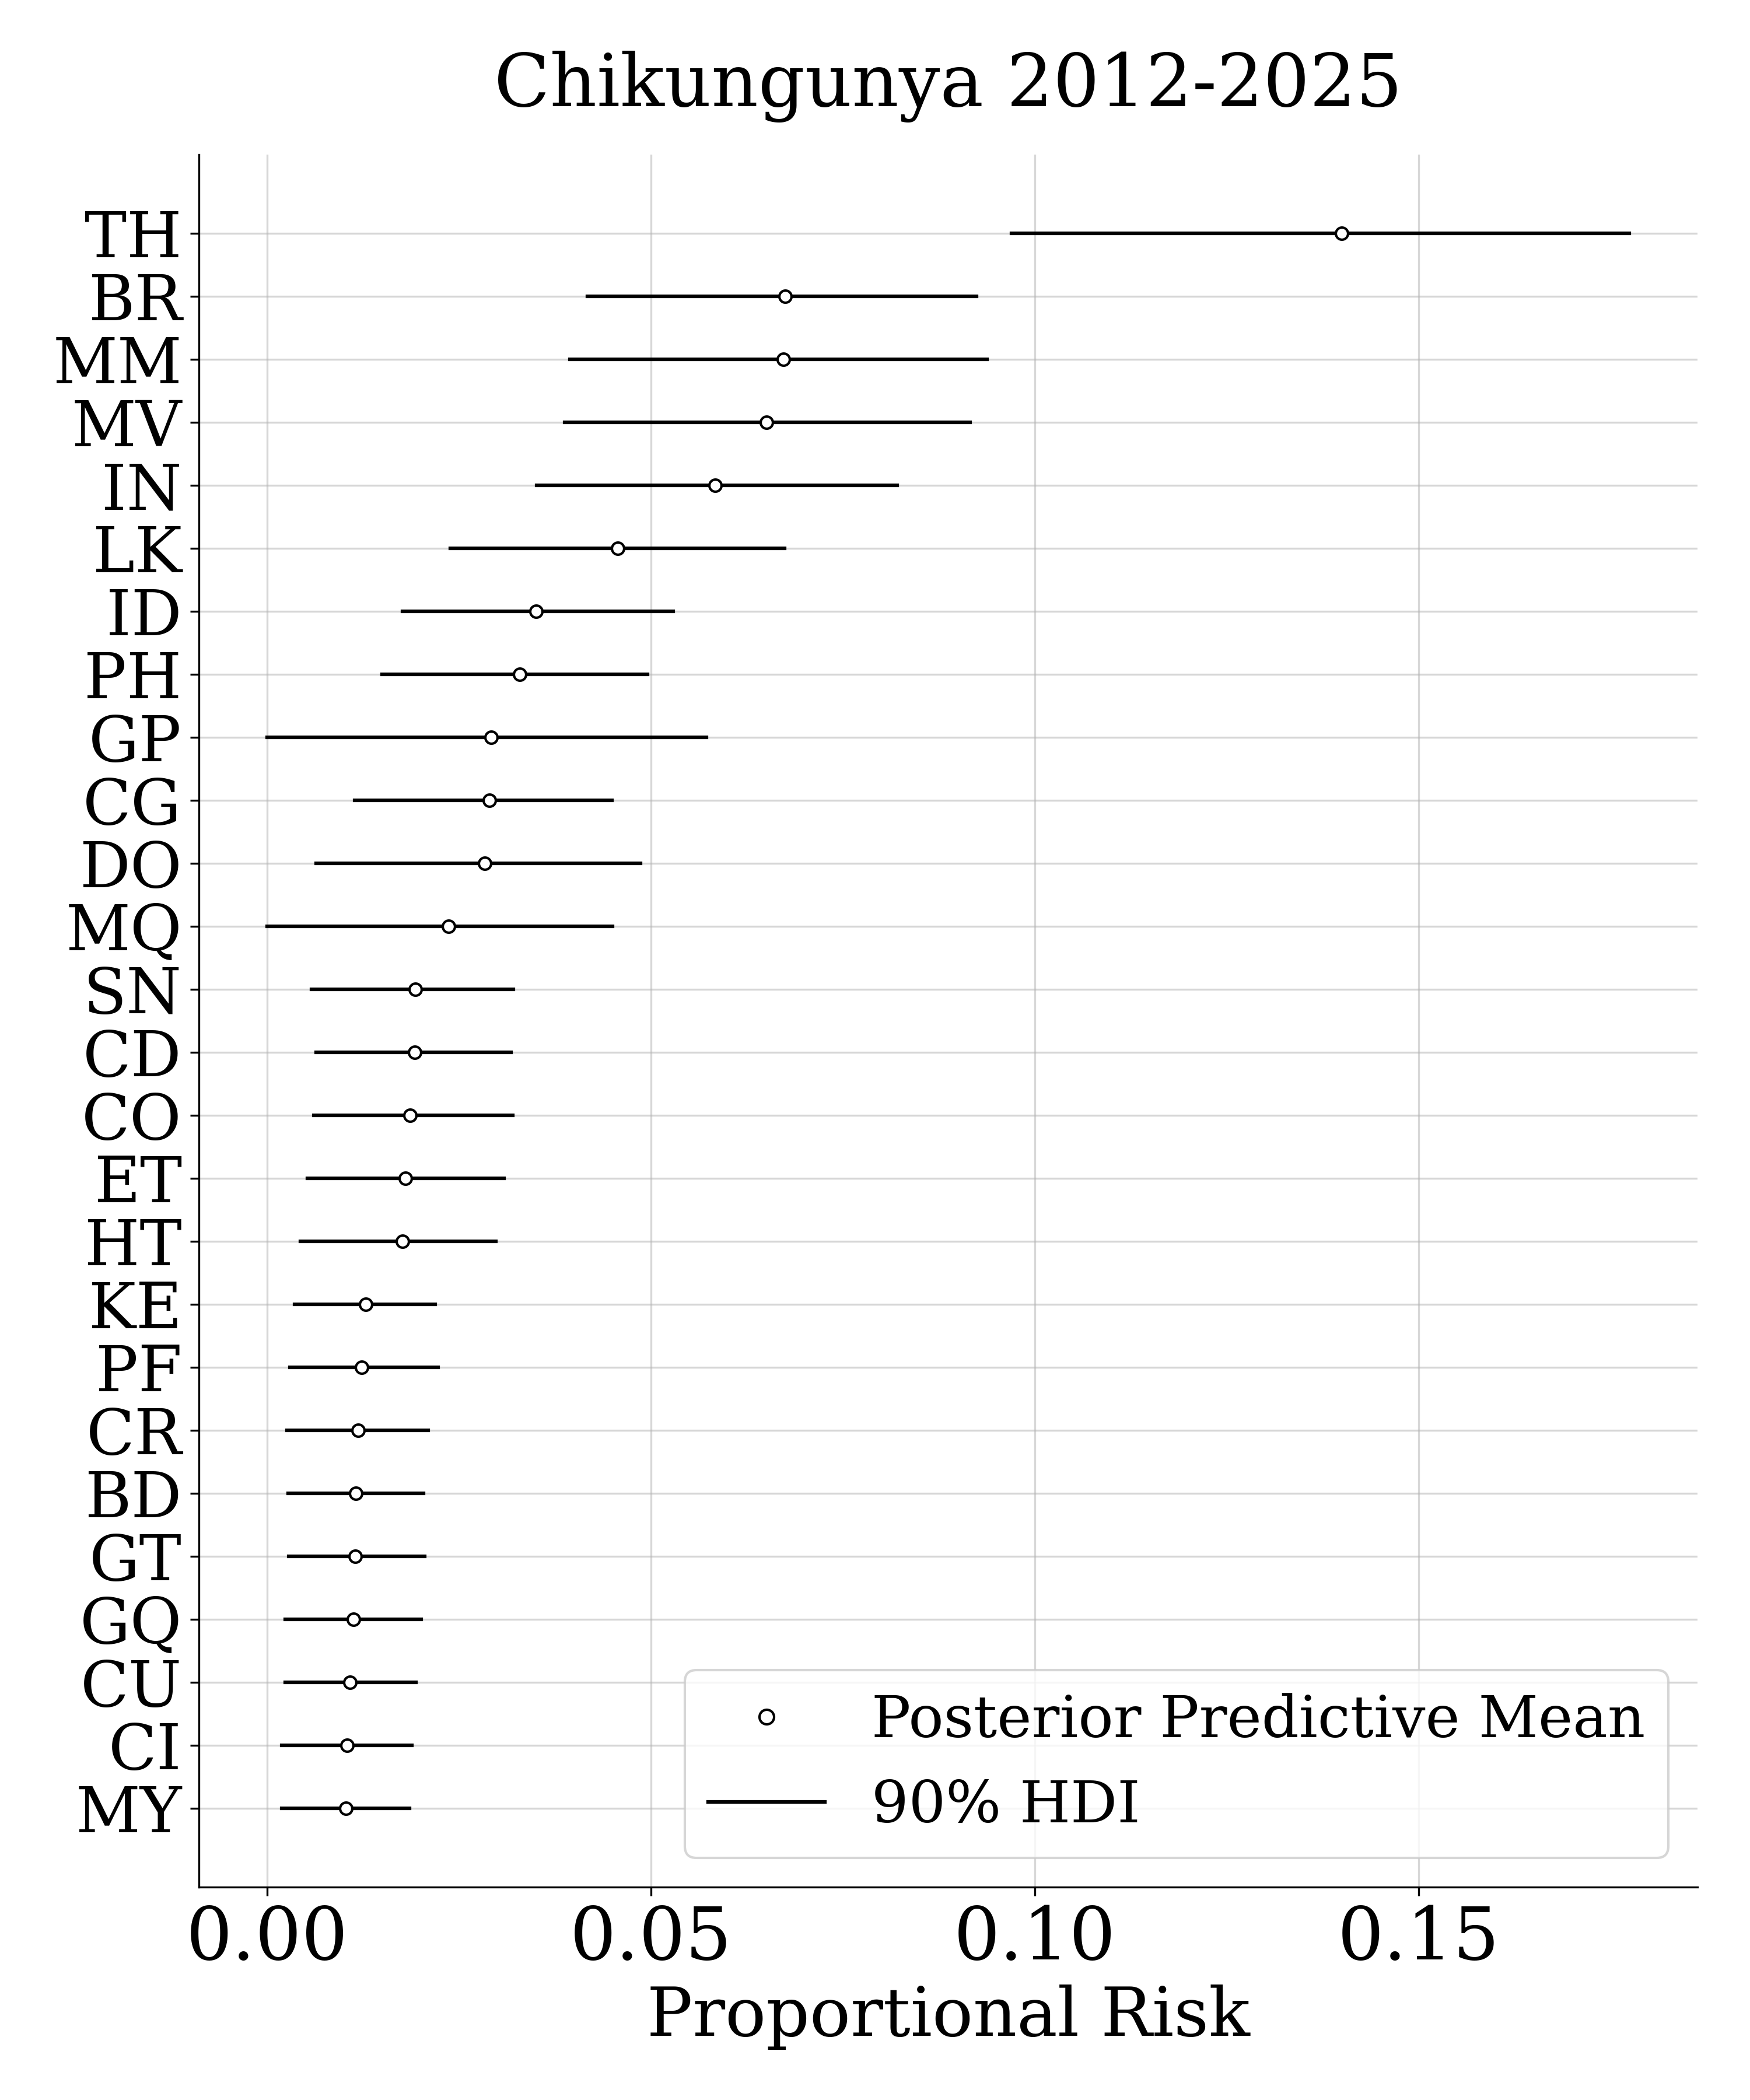 Chikungunya 2012-2025
TH
BR
MM
MV
IN
LK
ID
PH
GP
CG
DO
MQ
SN
CD
CO
ET
HT
KE
PF
CR
BD
GT
GQ
CU
CI
MY
Posterior Predictive Mean
90% HDI
0.00 0.05 0.10 0.15
Proportional Risk